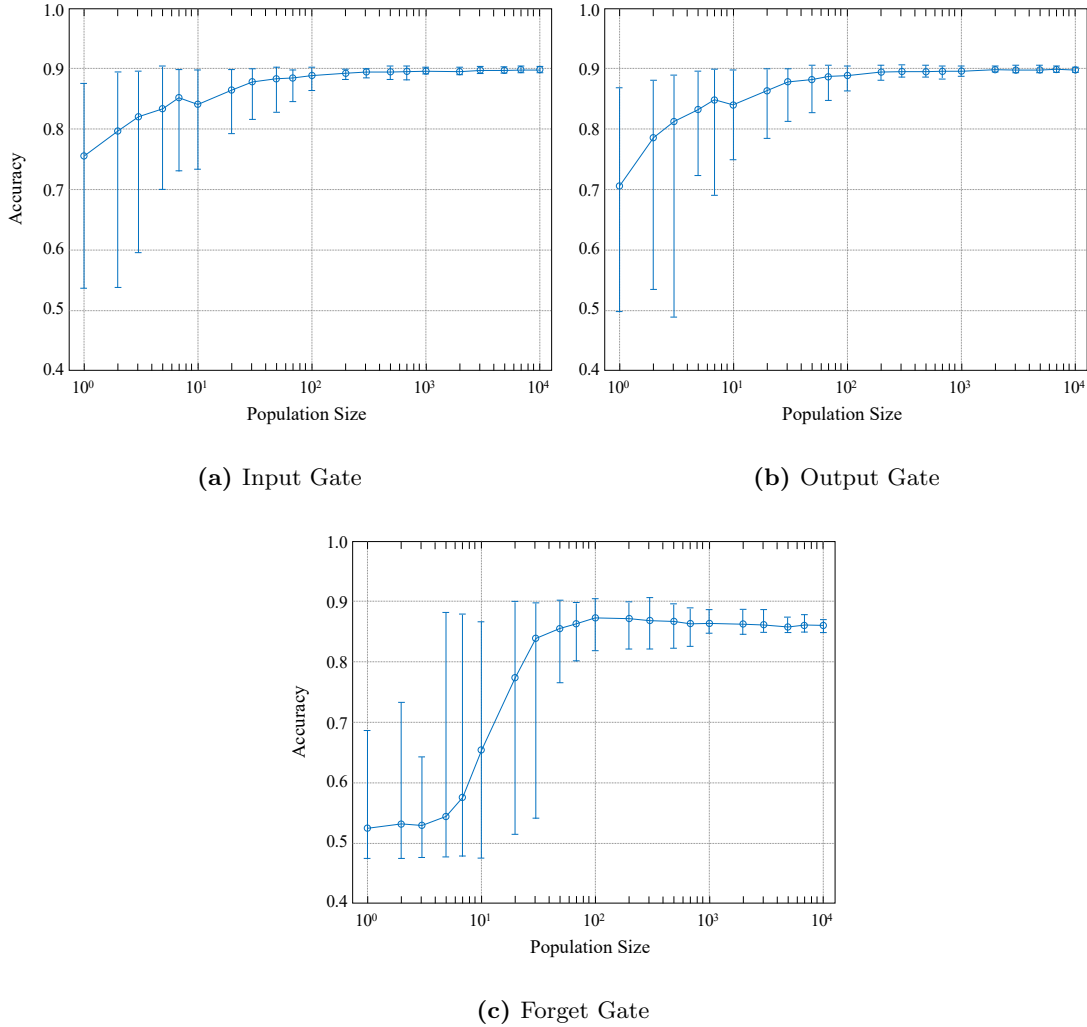 1.0
0.9
0.8
0.7
0.6
0.5
0.4
Accuracy
10⁰ 10¹ 10² 10³ 10⁴
Population Size
(a) Input Gate
1.0
0.9
0.8
0.7
0.6
0.5
0.4
10⁰ 10¹ 10² 10³ 10⁴
Population Size
(b) Output Gate
1.0
0.9
0.8
0.7
0.6
0.5
0.4
Accuracy
10⁰ 10¹ 10² 10³ 10⁴
Population Size
(c) Forget Gate